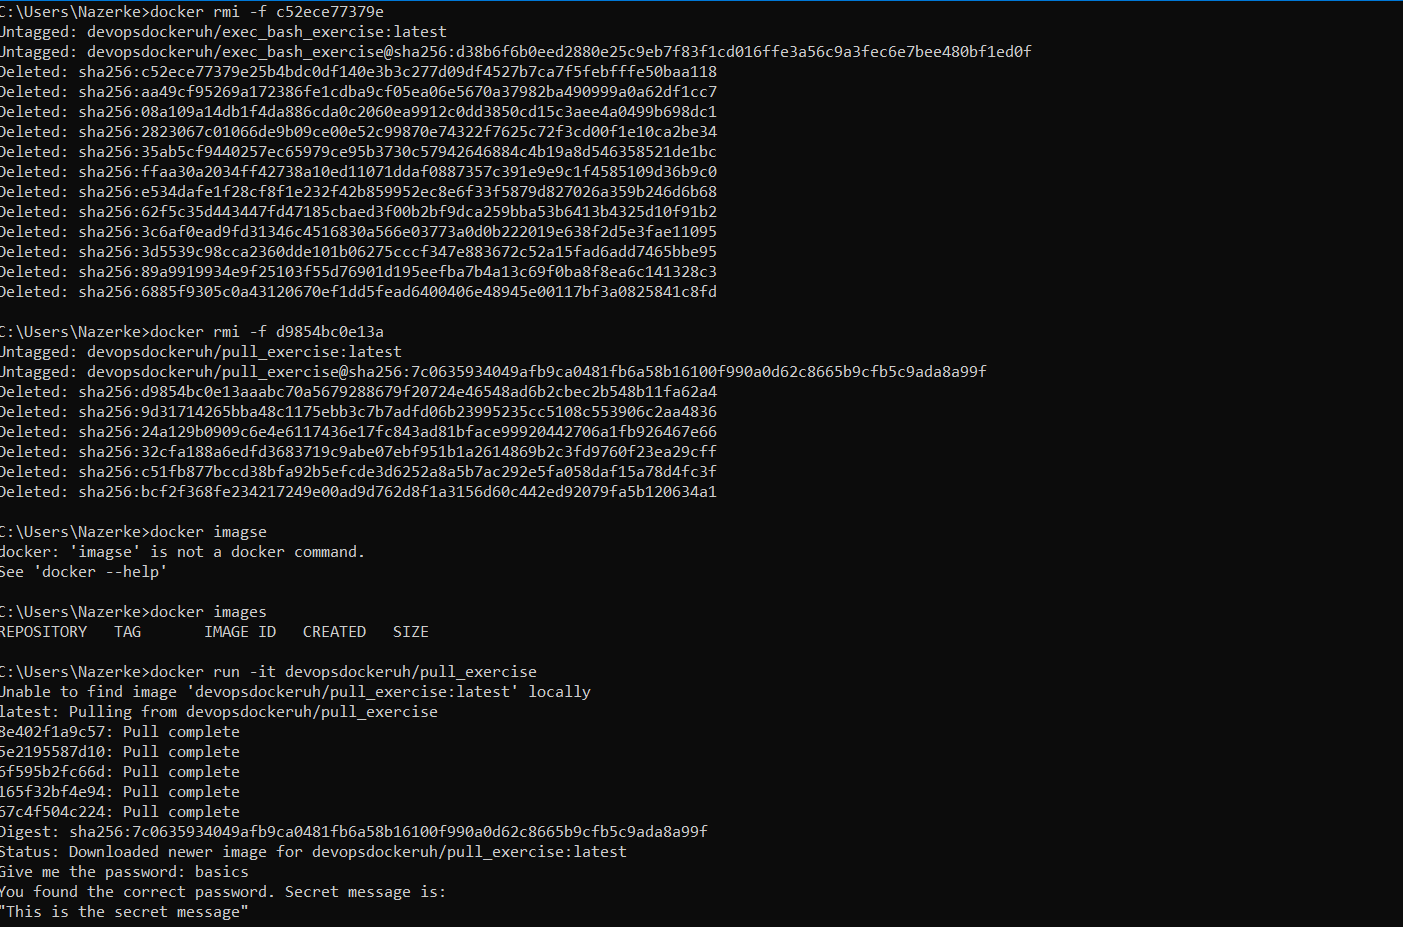 C:\Users\Nazerke>docker rmi -f c52ece77379e
Untagged: devopsdockeruh/exec_bash_exercise:latest
Untagged: devopsdockeruh/exec_bash_exercise@sha256:d38b6f6b0eed2880e25c9eb7f83f1cd016ffe3a56c9a3fec6e7bee480bf1ed0f
Deleted: sha256:c52ece77379e25b4bdc0df140e3b3c277d09df4527b7ca7f5febfffe50baa118
Deleted: sha256:aa49cf95269a172386fe1cdba9cf05ea06e5670a37982ba490999a0a62df1cc7
Deleted: sha256:08a109a14db1f4da886cda0c2060ea9912c0dd3850cd15c3aee4a0499b698dc1
Deleted: sha256:2823067c01066de9b09ce00e52c99870e74322f7625c72f3cd00f1e10ca2be34
Deleted: sha256:35ab5cf9440257ec65979ce95b3730c57942646884c4b19a8d546358521de1bc
Deleted: sha256:ffaa30a2034ff42738a10ed11071ddaf0887357c391e9e9c1f4585109d36b9c0
Deleted: sha256:e534dafe1f28cf8f1e232f42b859952ec8e6f33f5879d827026a359b246d6b68
Deleted: sha256:62f5c35d443447fd47185cbaed3f00b2bf9dca259bba53b6413b4325d10f91b2
Deleted: sha256:3c6af0ead9fd31346c4516830a566e03773a0d0b222019e638f2d5e3fae11095
Deleted: sha256:3d5539c98cca2360dde101b06275cccf347e883672c52a15fad6add7465bbe95
Deleted: sha256:89a9919934e9f25103f55d76901d195eefba7b4a13c69f0ba8f8ea6c141328c3
Deleted: sha256:6885f9305c0a43120670ef1dd5fead6400406e48945e00117bf3a0825841c8fd
C:\Users\Nazerke>docker rmi -f d9854bc0e13a
Untagged: devopsdockeruh/pull_exercise:latest
Untagged: devopsdockeruh/pull_exercise@sha256:7c0635934049afb9ca0481fb6a58b16100f990a0d62c8665b9cfb5c9ada8a99f
Deleted: sha256:d9854bc0e13aaabc70a5679288679f20724e46548ad6b2cbec2b548b11fa62a4
Deleted: sha256:9d31714265bba48c1175ebb3c7b7adfd06b23995235cc5108c553906c2aa4836
Deleted: sha256:24a129b0909c6e4e6117436e17fc843ad81bface99920442706a1fb926467e66
Deleted: sha256:32cfa188a6edfd3683719c9abe07ebf951b1a2614869b2c3fd9760f23ea29cff
Deleted: sha256:c51fb877bccd38bfa92b5efcde3d6252a8a5b7ac292e5fa058daf15a78d4fc3f
Deleted: sha256:bcf2f368fe234217249e00ad9d762d8f1a3156d60c442ed92079fa5b120634a1
C:\Users\Nazerke>docker imagse
docker: 'imagse' is not a docker command.
See 'docker --help'
C:\Users\Nazerke>docker images
REPOSITORY   TAG       IMAGE ID   CREATED   SIZE
C:\Users\Nazerke>docker run -it devopsdockeruh/pull_exercise
Unable to find image 'devopsdockeruh/pull_exercise:latest' locally
latest: Pulling from devopsdockeruh/pull_exercise
8e402f1a9c57: Pull complete
5e2195587d10: Pull complete
6f595b2fc66d: Pull complete
165f32bf4e94: Pull complete
67c4f504c224: Pull complete
Digest: sha256:7c0635934049afb9ca0481fb6a58b16100f990a0d62c8665b9cfb5c9ada8a99f
Status: Downloaded newer image for devopsdockeruh/pull_exercise:latest
Give me the password: basics
You found the correct password. Secret message is:
"This is the secret message"